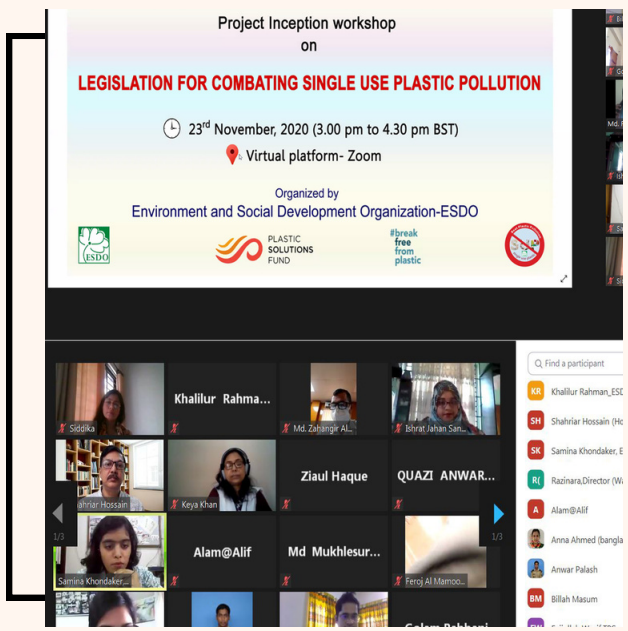 Project Inception workshop
on
LEGISLATION FOR COMBATING SINGLE USE PLASTIC POLLUTION
23rd November, 2020 (3.00 pm to 4.30 pm BST)
Virtual platform- Zoom
Organized by
Environment and Social Development Organization-ESDO
ESDO
PLASTIC
SOLUTIONS
FUND
#break
free
from
plastic
SUP
Md.
Siddika
Khalilur Rahma...
Md. Zahangir Al...
Ishrat Jahan San...
ahriar Hossain
Keya Khan
Ziaul Haque
QUAZI ANWAR...
1/3
1/3
Samina Khondaker...
Alam@Alif
Md Mukhlesur...
Feroj Al Mamoo...
Find a participant
KR Khalilur Rahman_ESD
SH Shahriar Hossain (Ho
SK Samina Khondaker, E
R( Razinara,Director (Wa
A Alam@Alif
Anna Ahmed (bangla
Anwar Palash
BM Billah Masum